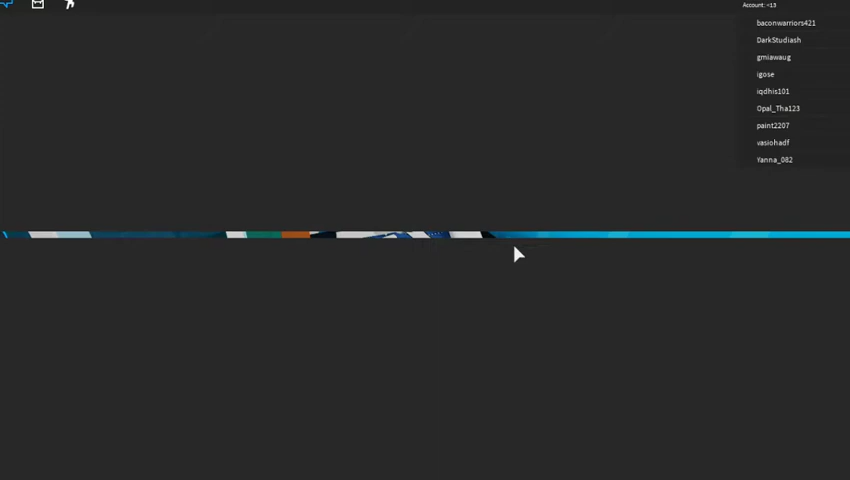 Account: <13
baconwarriors421
DarkStudiash
gmiawaug
igose
iqdhis101
Opal_Tha123
paint2207
vasiohadf
Yanna_082